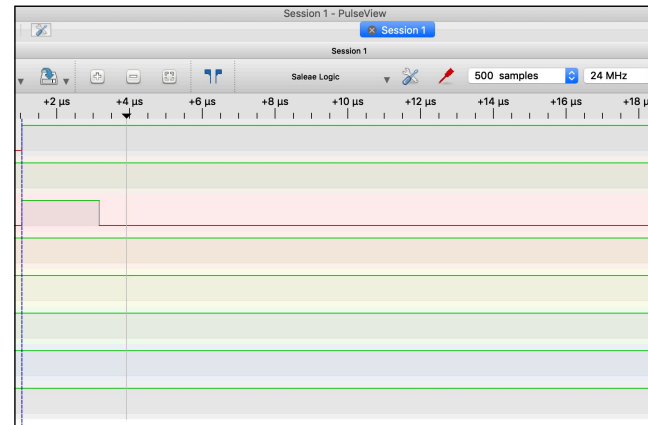 Session 1 - PulseView
Session 1
Session 1
Saleae Logic 500 samples 24 MHz
+2 µs +4 µs +6 µs +8 µs +10 µs +12 µs +14 µs +16 µs +18 µ